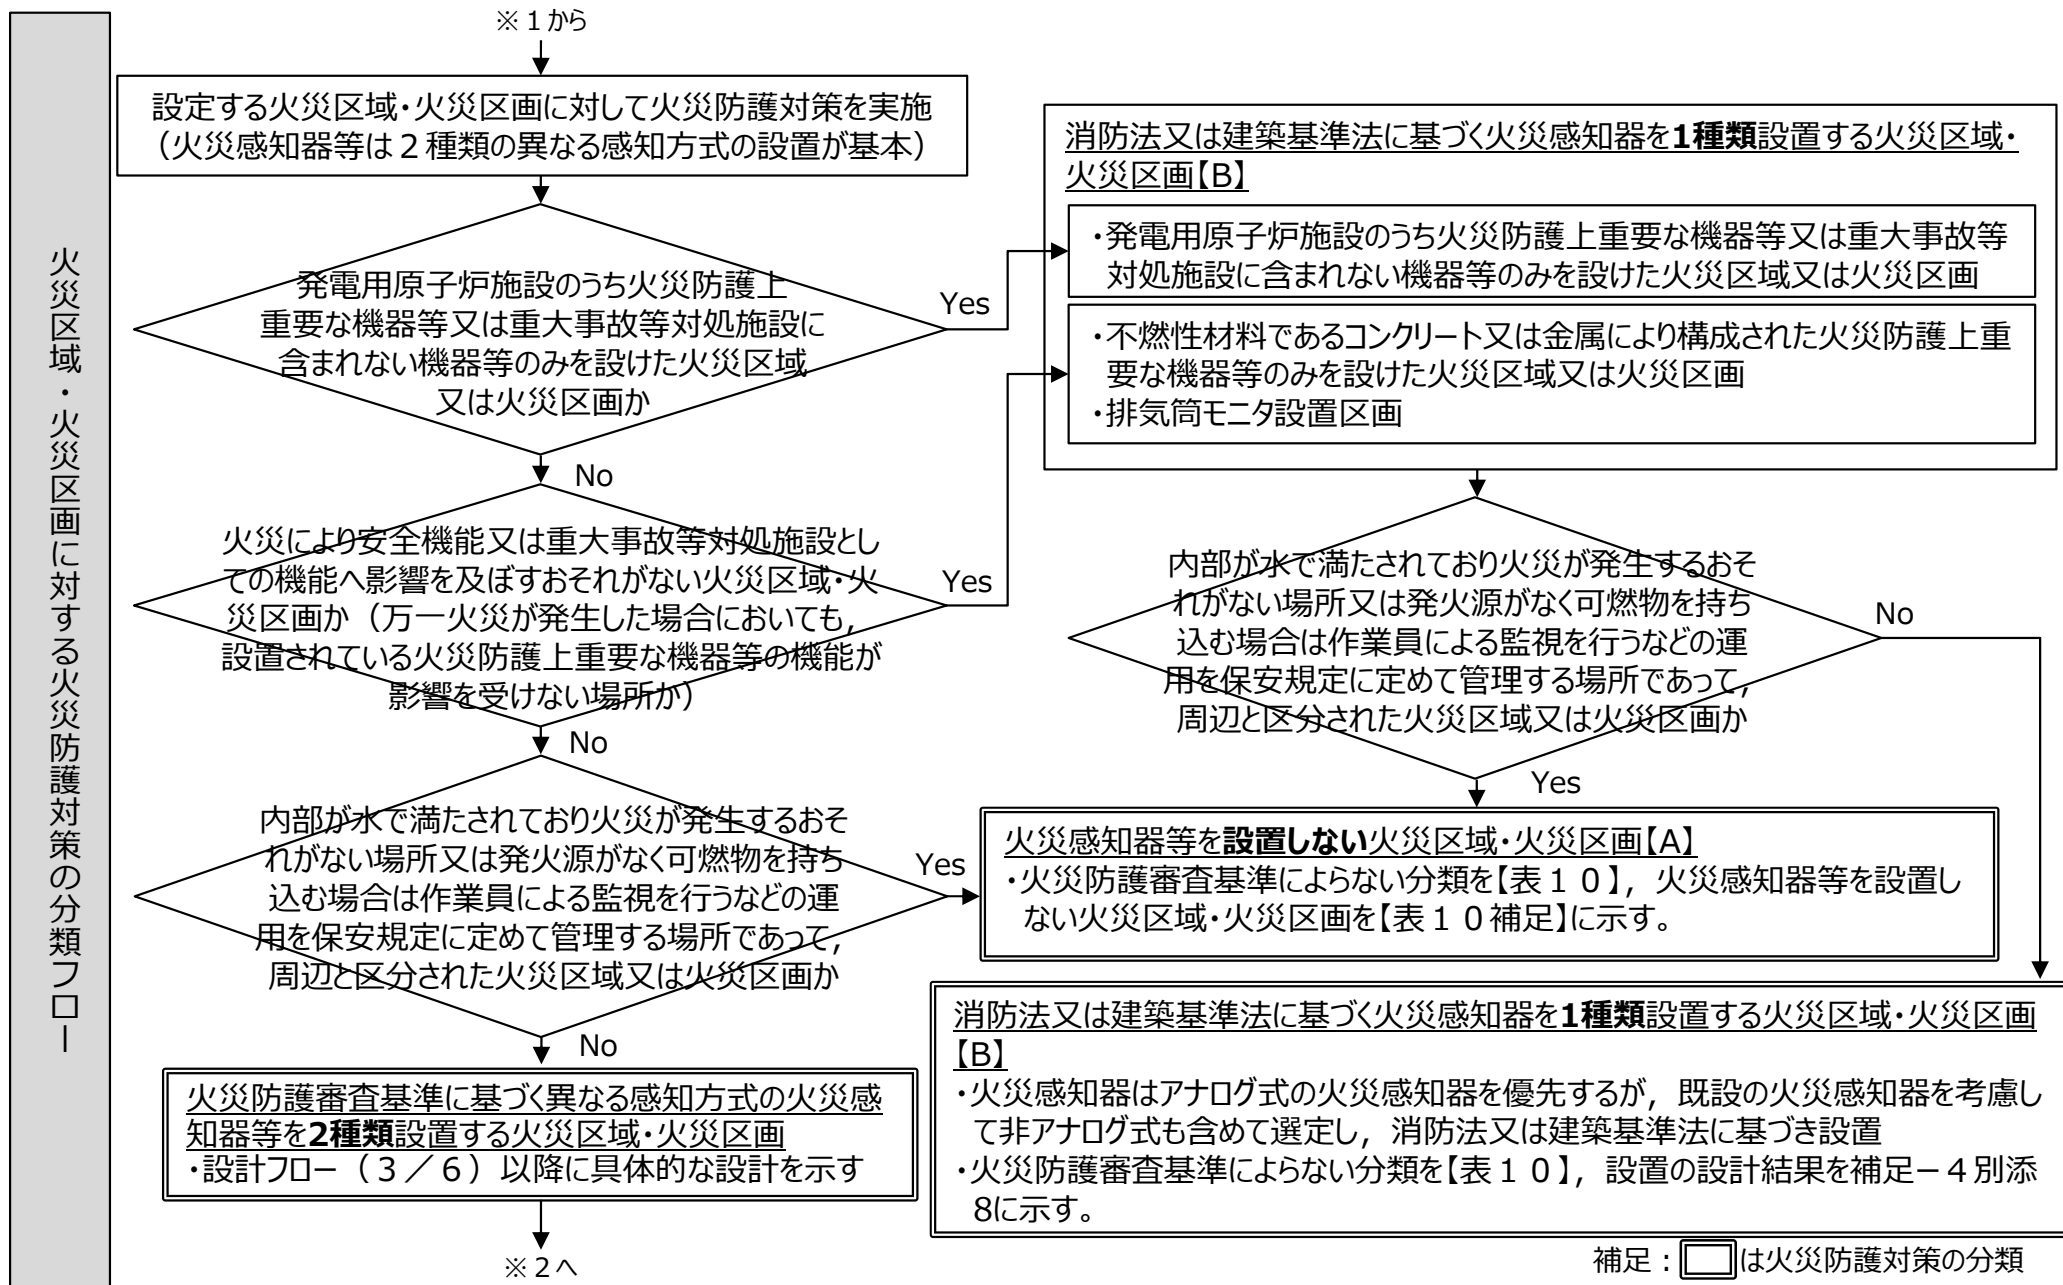 火災区域・火災区画に対する火災防護対策の分類フロー
※１から
設定する火災区域・火災区画に対して火災防護対策を実施
（火災感知器等は２種類の異なる感知方式の設置が基本）
発電用原子炉施設のうち火災防護上
重要な機器等又は重大事故等対処施設に
含まれない機器等のみを設けた火災区域
又は火災区画か
Yes
No
火災により安全機能又は重大事故等対処施設とし
ての機能へ影響を及ぼすおそれがない火災区域・火
災区画か（万一火災が発生した場合においても，
設置されている火災防護上重要な機器等の機能が
影響を受けない場所か）
Yes
No
内部が水で満たされており火災が発生するおそ
れがない場所又は発火源がなく可燃物を持ち
込む場合は作業員による監視を行うなどの運
用を保安規定に定めて管理する場所であって，
周辺と区分された火災区域又は火災区画か
Yes
No
火災防護審査基準に基づく異なる感知方式の火災感
知器等を2種類設置する火災区域・火災区画
・設計フロー（３／６）以降に具体的な設計を示す
※２へ
消防法又は建築基準法に基づく火災感知器を1種類設置する火災区域・
火災区画【B】
・発電用原子炉施設のうち火災防護上重要な機器等又は重大事故等
対処施設に含まれない機器等のみを設けた火災区域又は火災区画
・不燃性材料であるコンクリート又は金属により構成された火災防護上重
要な機器等のみを設けた火災区域又は火災区画
・排気筒モニタ設置区画
内部が水で満たされており火災が発生するおそ
れがない場所又は発火源がなく可燃物を持ち
込む場合は作業員による監視を行うなどの運
用を保安規定に定めて管理する場所であって，
周辺と区分された火災区域又は火災区画か
No
Yes
火災感知器等を設置しない火災区域・火災区画【A】
・火災防護審査基準によらない分類を【表１０】，火災感知器等を設置し
ない火災区域・火災区画を【表１０補足】に示す。
消防法又は建築基準法に基づく火災感知器を1種類設置する火災区域・火災区画
【B】
・火災感知器はアナログ式の火災感知器を優先するが，既設の火災感知器を考慮し
て非アナログ式も含めて選定し，消防法又は建築基準法に基づき設置
・火災防護審査基準によらない分類を【表１０】，設置の設計結果を補足－４別添
8に示す。
補足：は火災防護対策の分類